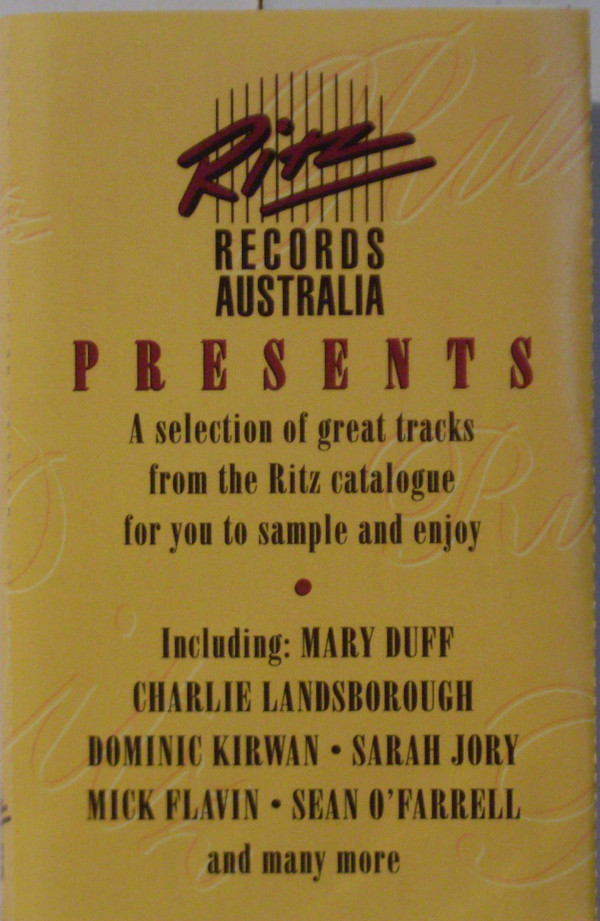 Ritz
RECORDS
AUSTRALIA
PRESENTS
A selection of great tracks
from the Ritz catalogue
for you to sample and enjoy
•
Including: MARY DUFF
CHARLIE LANDSBOROUGH
DOMINIC KIRWAN • SARAH JORY
MICK FLAVIN • SEAN O'FARRELL
and many more